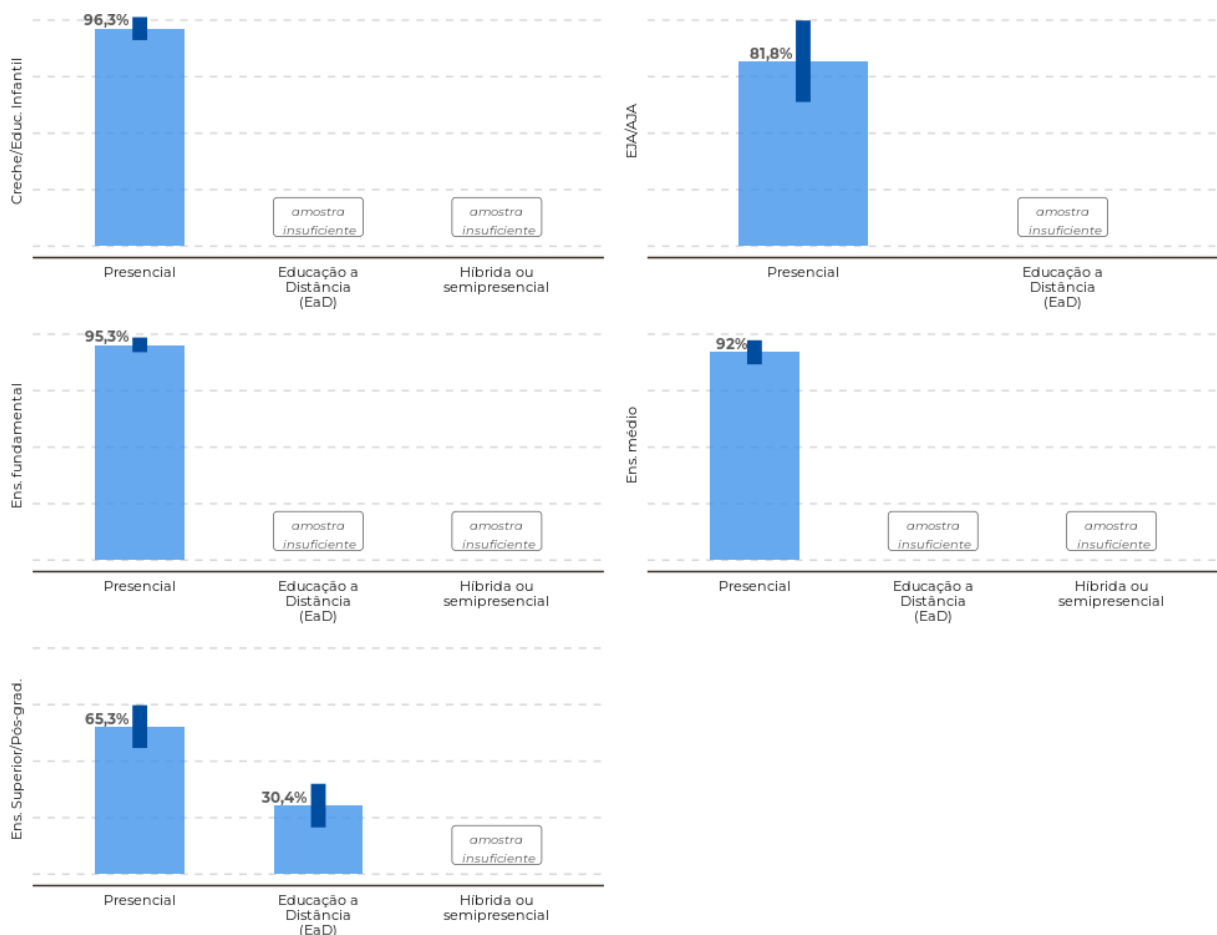 Creche/Educ. Infantil
96,3%
amostra
insuficiente
amostra
insuficiente
Presencial
Educação a
Distância
(EaD)
Híbrida ou
semipresencial
EJA/AJA
81,8%
amostra
insuficiente
Presencial
Educação a
Distância
(EaD)
Ens. fundamental
95,3%
amostra
insuficiente
amostra
insuficiente
Presencial
Educação a
Distância
(EaD)
Híbrida ou
semipresencial
Ens. médio
92%
amostra
insuficiente
amostra
insuficiente
Presencial
Educação a
Distância
(EaD)
Híbrida ou
semipresencial
Ens. Superior/Pós-grad.
65,3%
30,4%
amostra
insuficiente
Presencial
Educação a
Distância
(EaD)
Híbrida ou
semipresencial